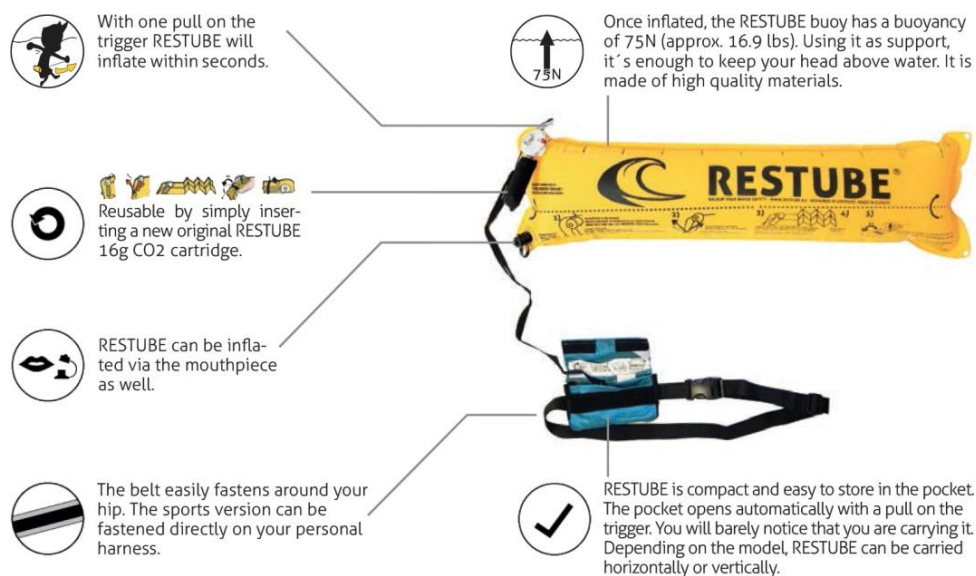 With one pull on the
trigger RESTUBE will
inflate within seconds.
75N
Once inflated, the RESTUBE buoy has a buoyancy
of 75N (approx. 16.9 lbs). Using it as support,
it´s enough to keep your head above water. It is
made of high quality materials.
RESTUBE®
1)
2)
3)
4)
5)
Reusable by simply inser-
ting a new original RESTUBE
16g CO2 cartridge.
RESTUBE can be infla-
ted via the mouthpiece
as well.
The belt easily fastens around your
hip. The sports version can be
fastened directly on your personal
harness.
RESTUBE is compact and easy to store in the pocket.
The pocket opens automatically with a pull on the
trigger. You will barely notice that you are carrying it.
Depending on the model, RESTUBE can be carried
horizontally or vertically.